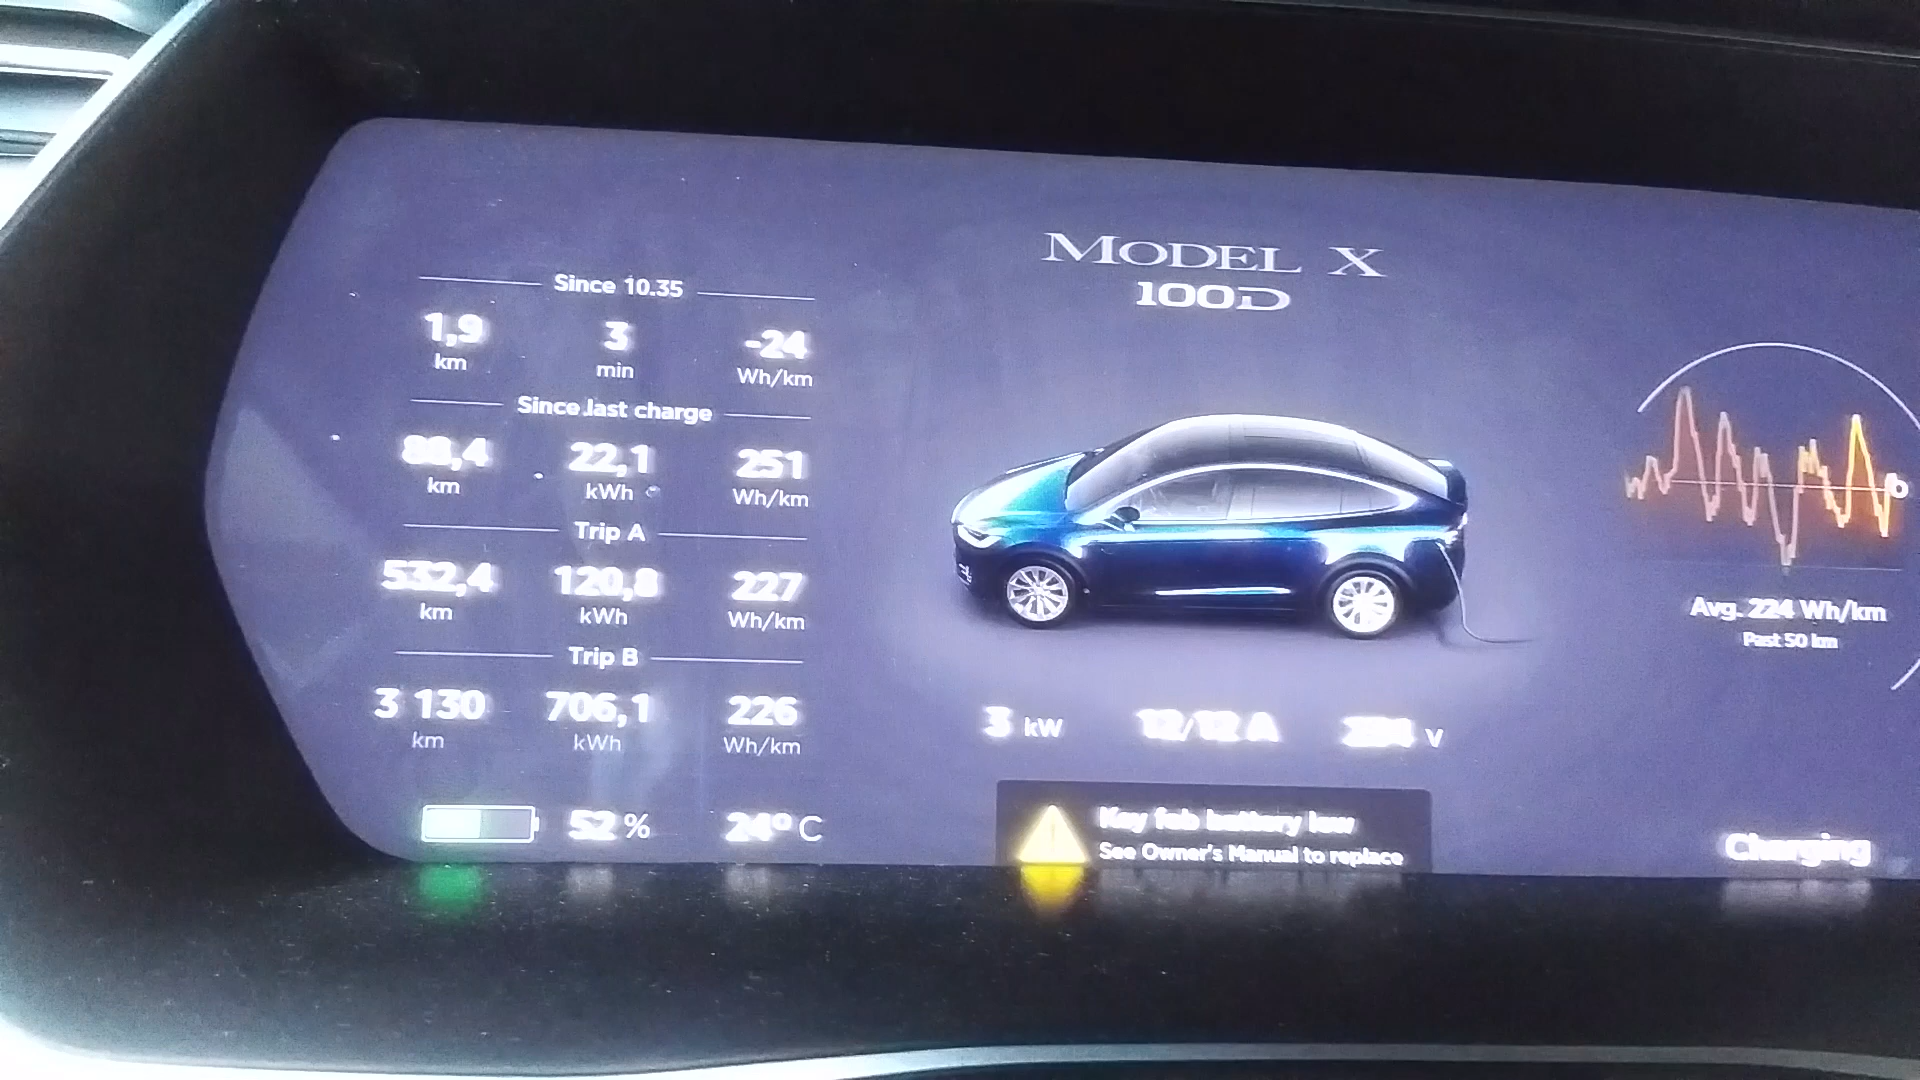 MODEL X
100D
Since 10.35
1,9 km
3 min
-24 Wh/km
Since last charge
88,4 km
22,1 kWh
251 Wh/km
Trip A
532,4 km
120,8 kWh
227 Wh/km
Trip B
3 130 km
706,1 kWh
226 Wh/km
52 %
24° C
3 kW
12/12 A
V
Key fob battery low
See Owner's Manual to replace
Avg. 224 Wh/km
Past 50 km
Charging